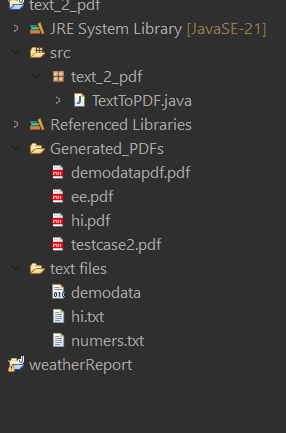 text_2_pdf
JRE System Library [JavaSE-21]
src
text_2_pdf
TextToPDF.java
Referenced Libraries
Generated_PDFs
demodatapdf.pdf
ee.pdf
hi.pdf
testcase2.pdf
text files
demodata
hi.txt
numers.txt
weatherReport